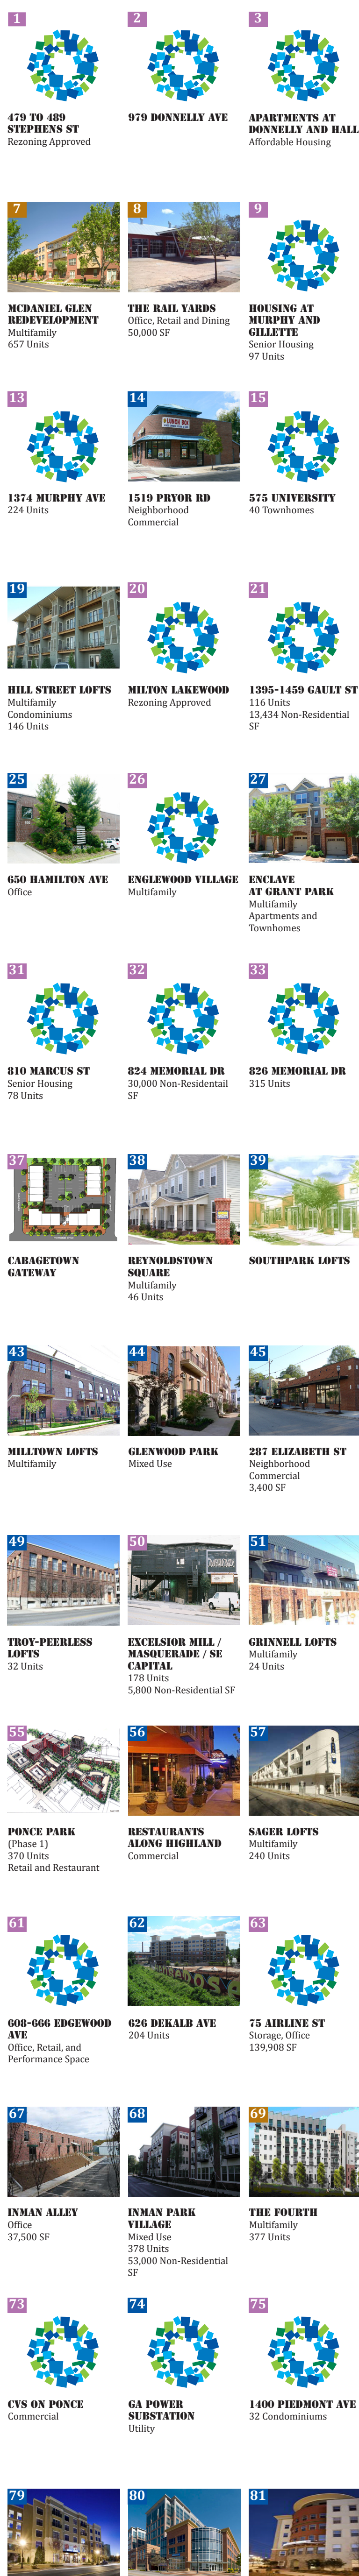 1
2
3
479 TO 489
STEPHENS ST
Rezoning Approved
979 DONNELLY AVE
APARTMENTS AT
DONNELLY AND HALL
Affordable Housing
7
8
9
MCDANIEL GLEN
REDEVELOPMENT
Multifamily
657 Units
THE RAIL YARDS
Office, Retail and Dining
50,000 SF
HOUSING AT
MURPHY AND
GILLETTE
Senior Housing
97 Units
13
14
15
LUNCH BOX
1374 MURPHY AVE
224 Units
1519 PRYOR RD
Neighborhood
Commercial
575 UNIVERSITY
40 Townhomes
19
20
21
HILL STREET LOFTS
Multifamily
Condominiums
146 Units
MILTON LAKEWOOD
Rezoning Approved
1395-1459 GAULT ST
116 Units
13,434 Non-Residential
SF
25
26
27
650 HAMILTON AVE
Office
ENGLEWOOD VILLAGE
Multifamily
ENCLAVE
AT GRANT PARK
Multifamily
Apartments and
Townhomes
31
32
33
810 MARCUS ST
Senior Housing
78 Units
824 MEMORIAL DR
30,000 Non-Residentail
SF
826 MEMORIAL DR
315 Units
37
38
39
CABAGETOWN
GATEWAY
REYNOLDSTOWN
SQUARE
Multifamily
46 Units
SOUTHPARK LOFTS
43
44
45
MILLTOWN LOFTS
Multifamily
GLENWOOD PARK
Mixed Use
287 ELIZABETH ST
Neighborhood
Commercial
3,400 SF
49
50
51
TROY-PEERLESS
LOFTS
32 Units
EXCELSIOR MILL /
MASQUERADE / SE
CAPITAL
178 Units
5,800 Non-Residential SF
GRINNELL LOFTS
Multifamily
24 Units
55
56
57
PONCE PARK
(Phase 1)
370 Units
Retail and Restaurant
RESTAURANTS
ALONG HIGHLAND
Commercial
SAGER LOFTS
Multifamily
240 Units
61
62
63
608-666 EDGEWOOD
AVE
Office, Retail, and
Performance Space
626 DEKALB AVE
204 Units
75 AIRLINE ST
Storage, Office
139,908 SF
67
68
69
INMAN ALLEY
Office
37,500 SF
INMAN PARK
VILLAGE
Mixed Use
378 Units
53,000 Non-Residential
SF
THE FOURTH
Multifamily
377 Units
73
74
75
CVS ON PONCE
Commercial
GA POWER
SUBSTATION
Utility
1400 PIEDMONT AVE
32 Condominiums
79
80
81